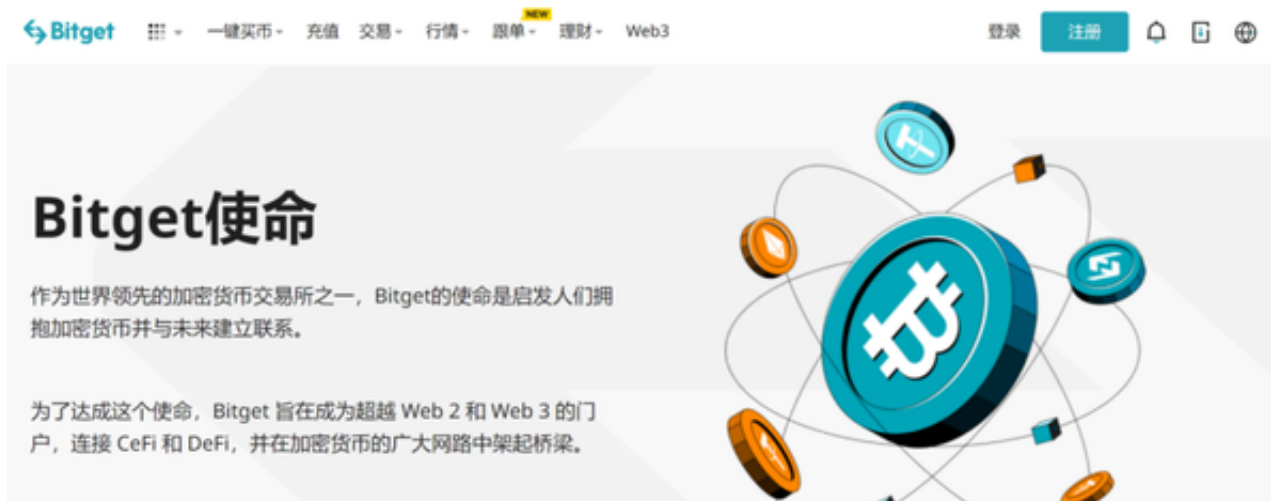 Bitget 一键买币 充值 交易 行情 跟单 NEW 理财 Web3 登录 注册
Bitget使命
作为世界领先的加密货币交易所之一，Bitget的使命是启发人们拥
抱加密货币并与未来建立联系。
为了达成这个使命，Bitget 旨在成为超越 Web 2 和 Web 3 的门
户，连接 CeFi 和 DeFi，并在加密货币的广大网路中架起桥梁。